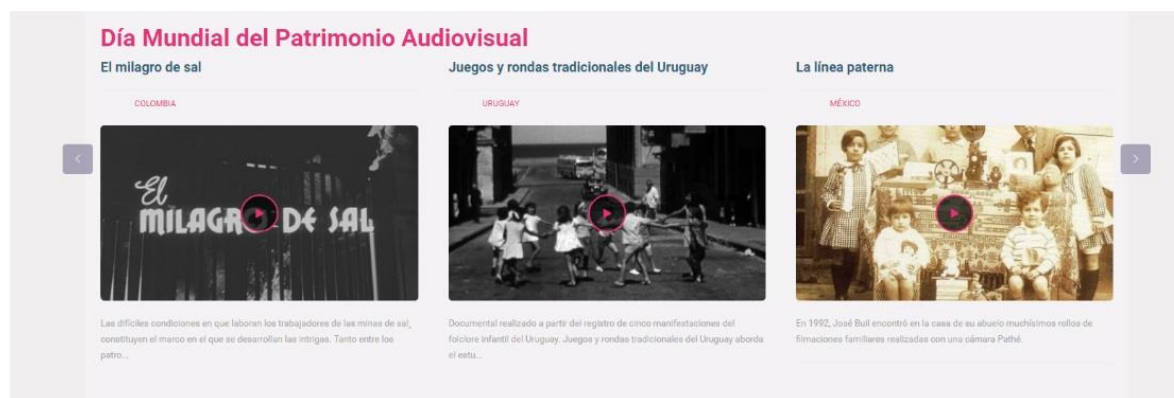 Día Mundial del Patrimonio Audiovisual
El milagro de sal
COLOMBIA
El
MILAGRO DE SAL
Las difíciles condiciones en que laboran los trabajadores de las minas de sal,
constituyen el marco en el que se desarrollan las intrigas. Tanto entre los
patro...
Juegos y rondas tradicionales del Uruguay
URUGUAY
Documental realizado a partir del registro de cinco manifestaciones del
folclore infantil del Uruguay. Juegos y rondas tradicionales del Uruguay aborda
el estu...
La línea paterna
MÉXICO
En 1992, José Buil encontró en la casa de su abuelo muchísimos rollos de
filmaciones familiares realizadas con una cámara Pathé.